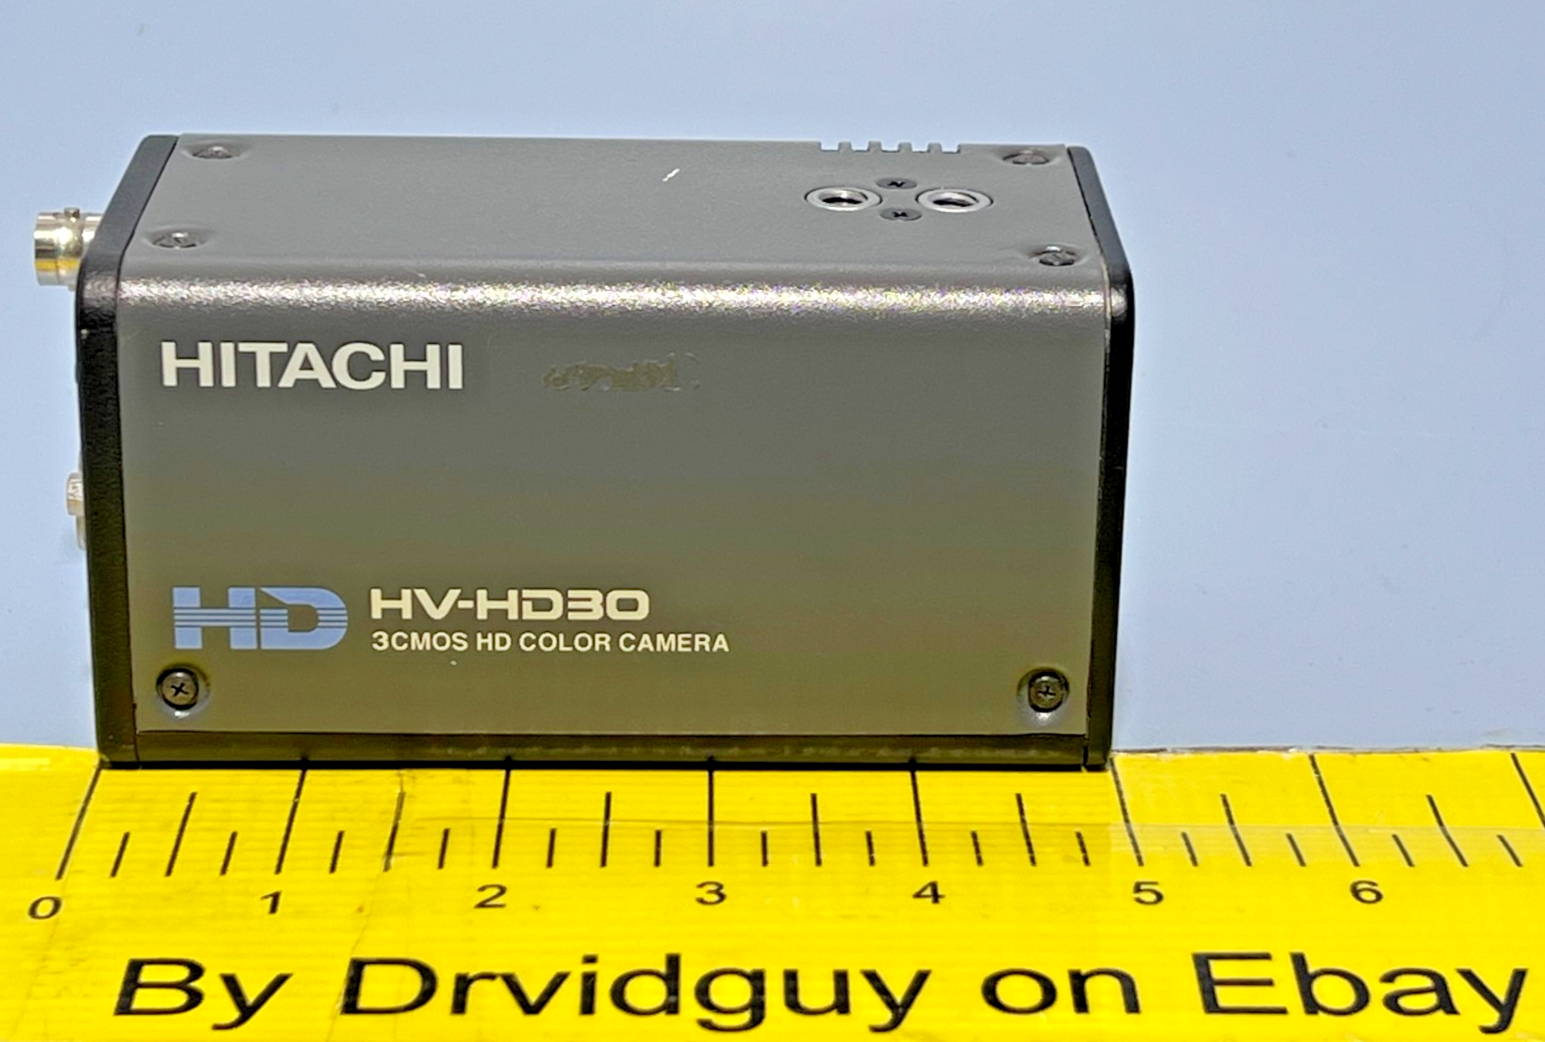 HITACHI
HD HV-HD30
3CMOS HD COLOR CAMERA
0 1 2 3 4 5 6
By Drvidguy on Ebay